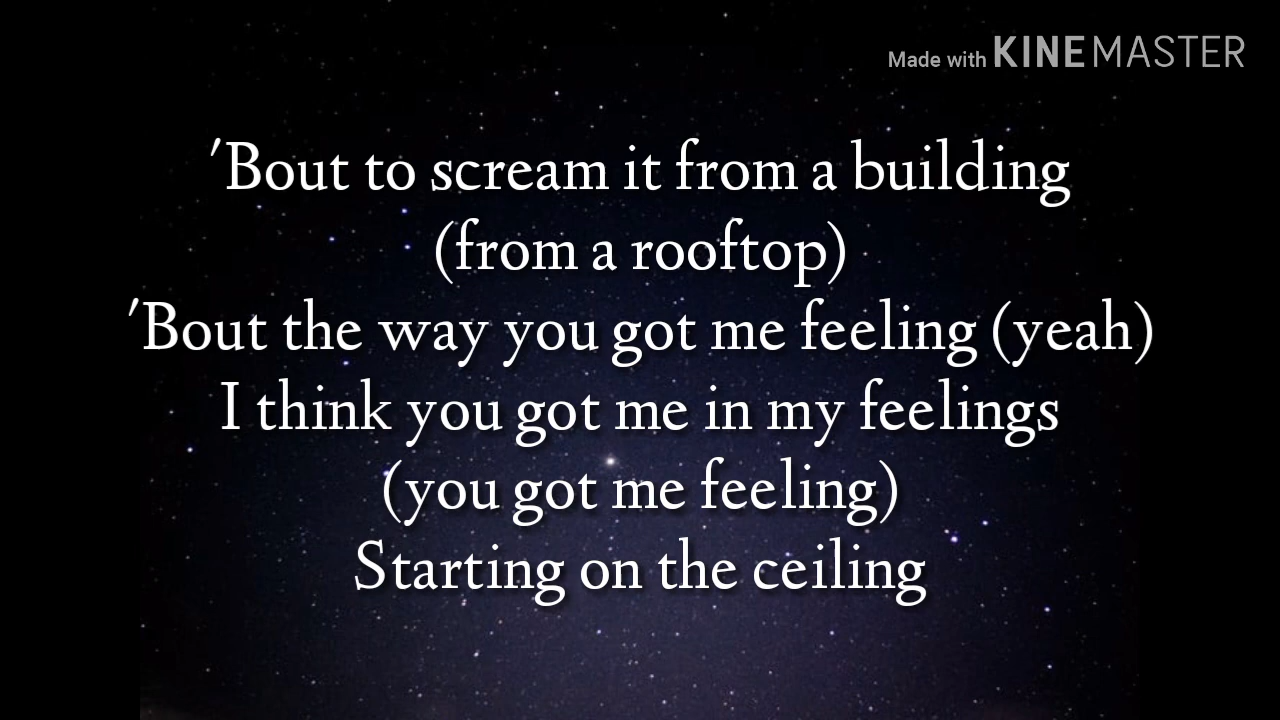 Made with KINEMASTER
'Bout to scream it from a building
(from a rooftop)
'Bout the way you got me feeling (yeah)
I think you got me in my feelings
(you got me feeling)
Starting on the ceiling